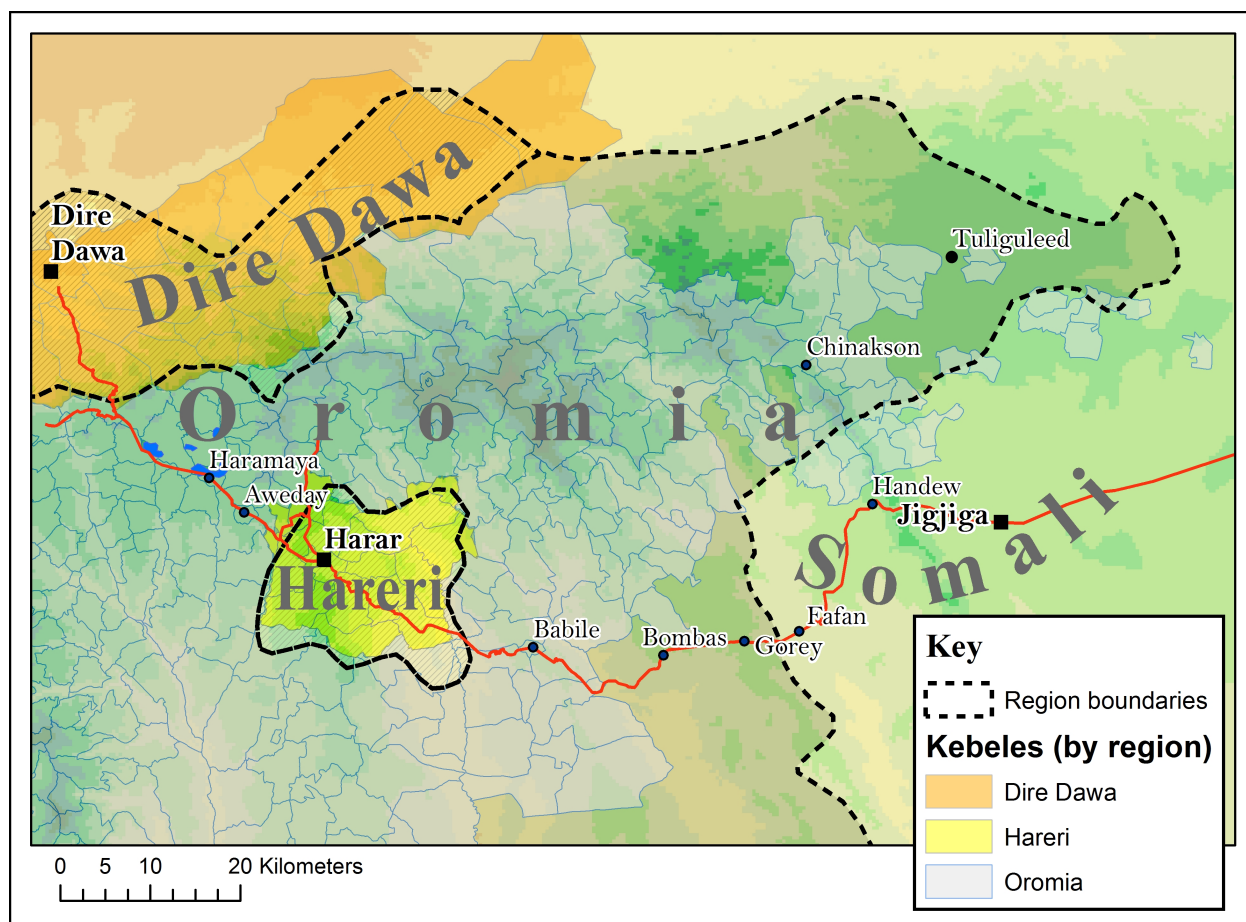 Dire
Dawa
Dire Dawa
Tuliguleed
Chinakson
Oromia
Haramaya
Aweday
Handew
Jigjiga
Harar
Somali
Hareri
Babile
Bombas
Gorey
Fafan
Key
Region boundaries
Kebeles (by region)
Dire Dawa
Hareri
Oromia
0 5 10 20 Kilometers